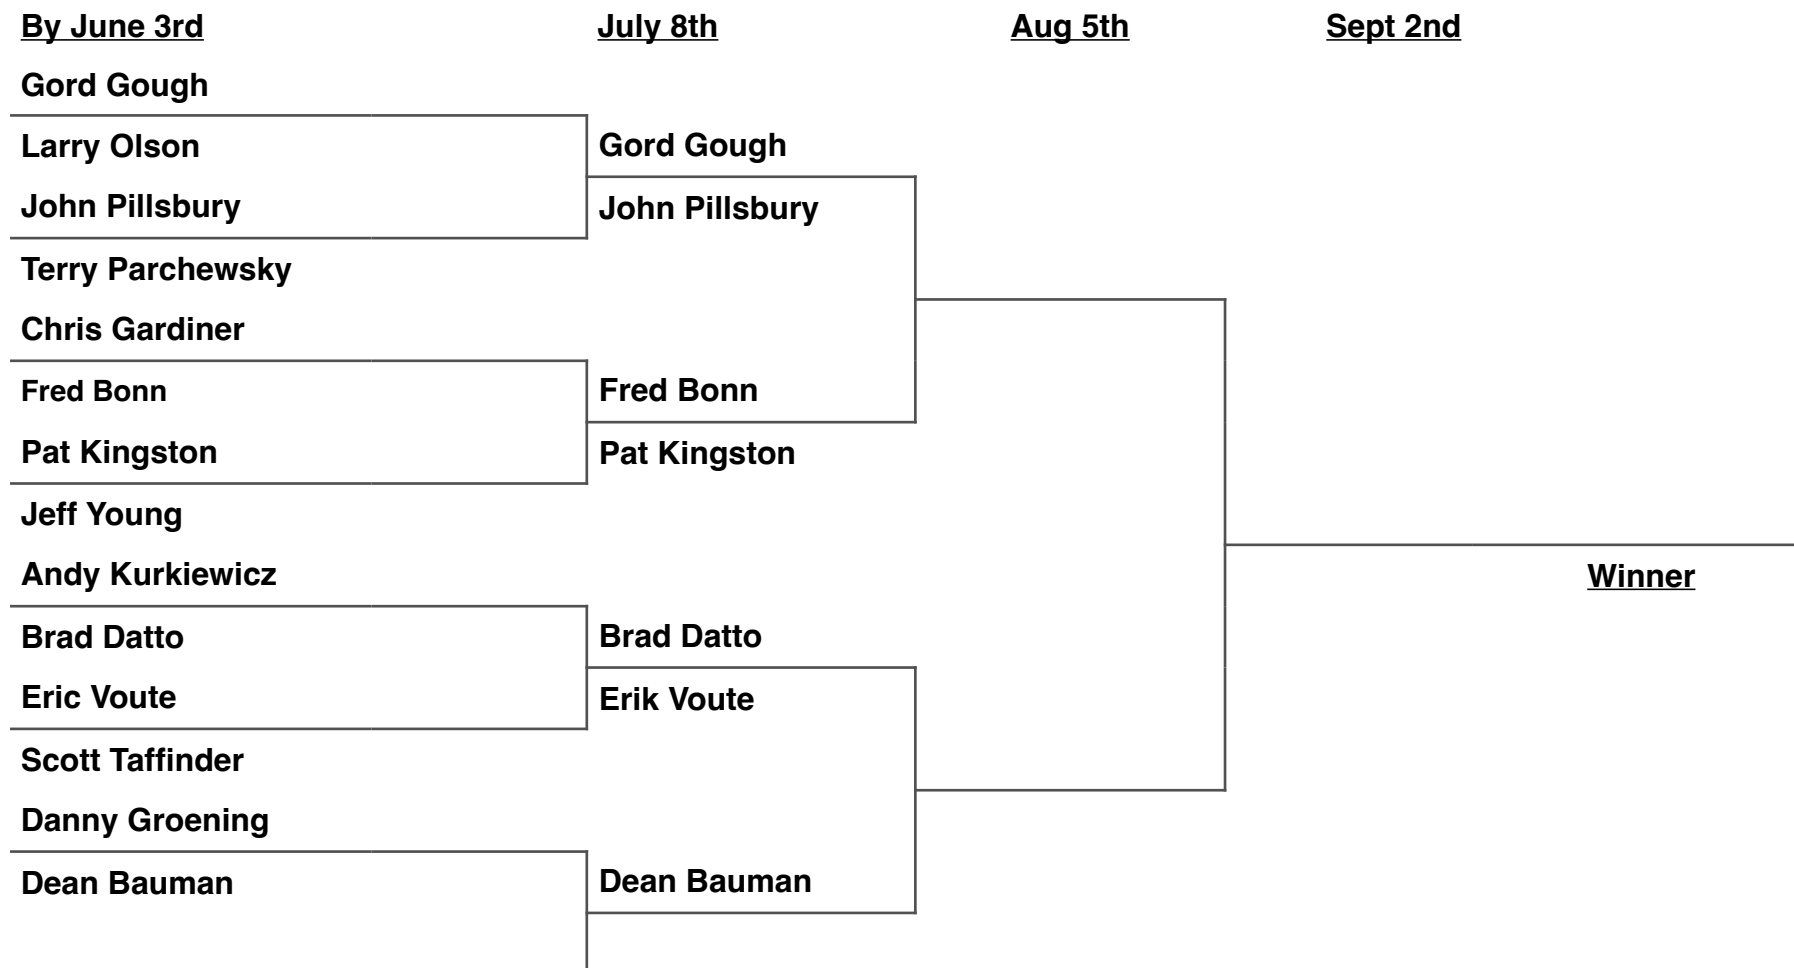 By June 3rd July 8th Aug 5th Sept 2nd
Gord Gough
Larry Olson Gord Gough
John Pillsbury John Pillsbury
Terry Parchewsky
Chris Gardiner
Fred Bonn Fred Bonn
Pat Kingston Pat Kingston
Jeff Young
Andy Kurkiewicz Winner
Brad Datto Brad Datto
Eric Voute Erik Voute
Scott Taffinder
Danny Groening
Dean Bauman Dean Bauman